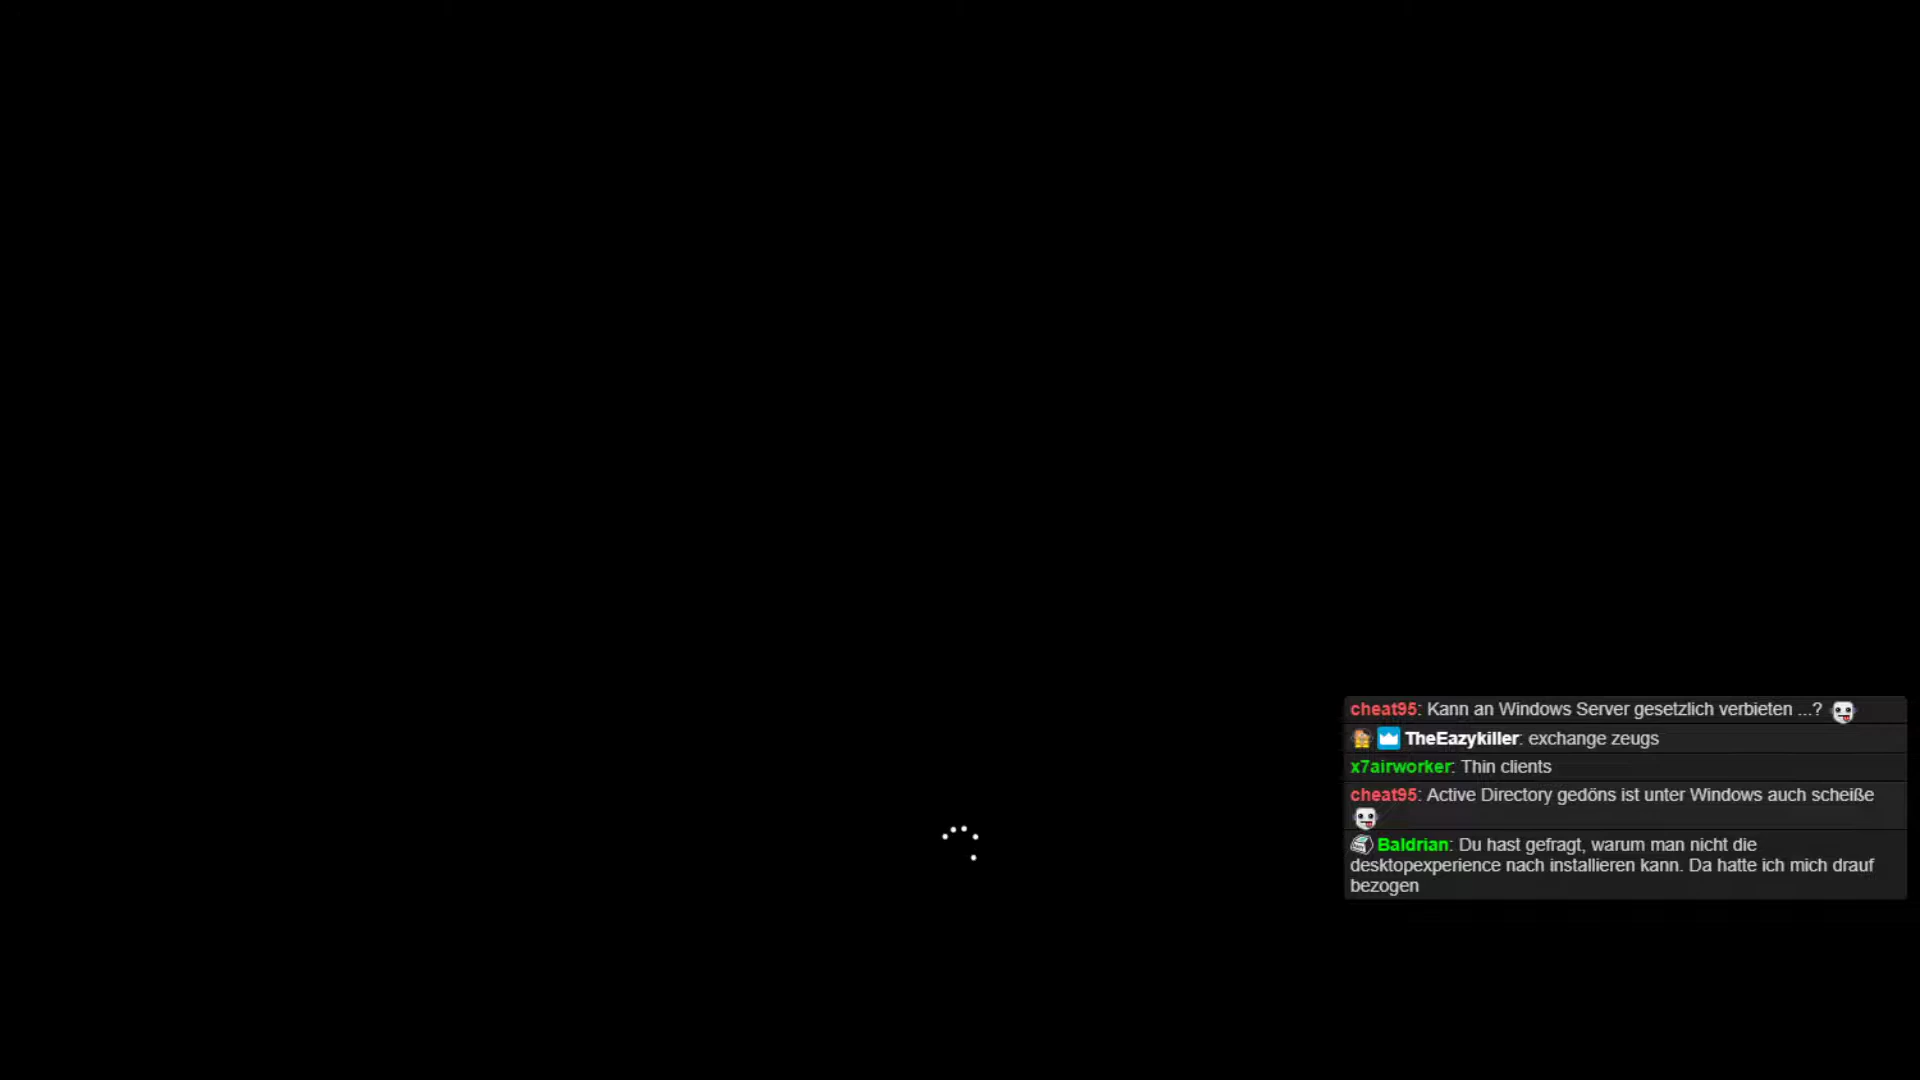 cheat95: Kann an Windows Server gesetzlich verbieten ...?
TheEazykiller: exchange zeugs
x7airworker: Thin clients
cheat95: Active Directory gedöns ist unter Windows auch scheiße
Baldrian: Du hast gefragt, warum man nicht die
desktopexperience nach installieren kann. Da hatte ich mich drauf
bezogen